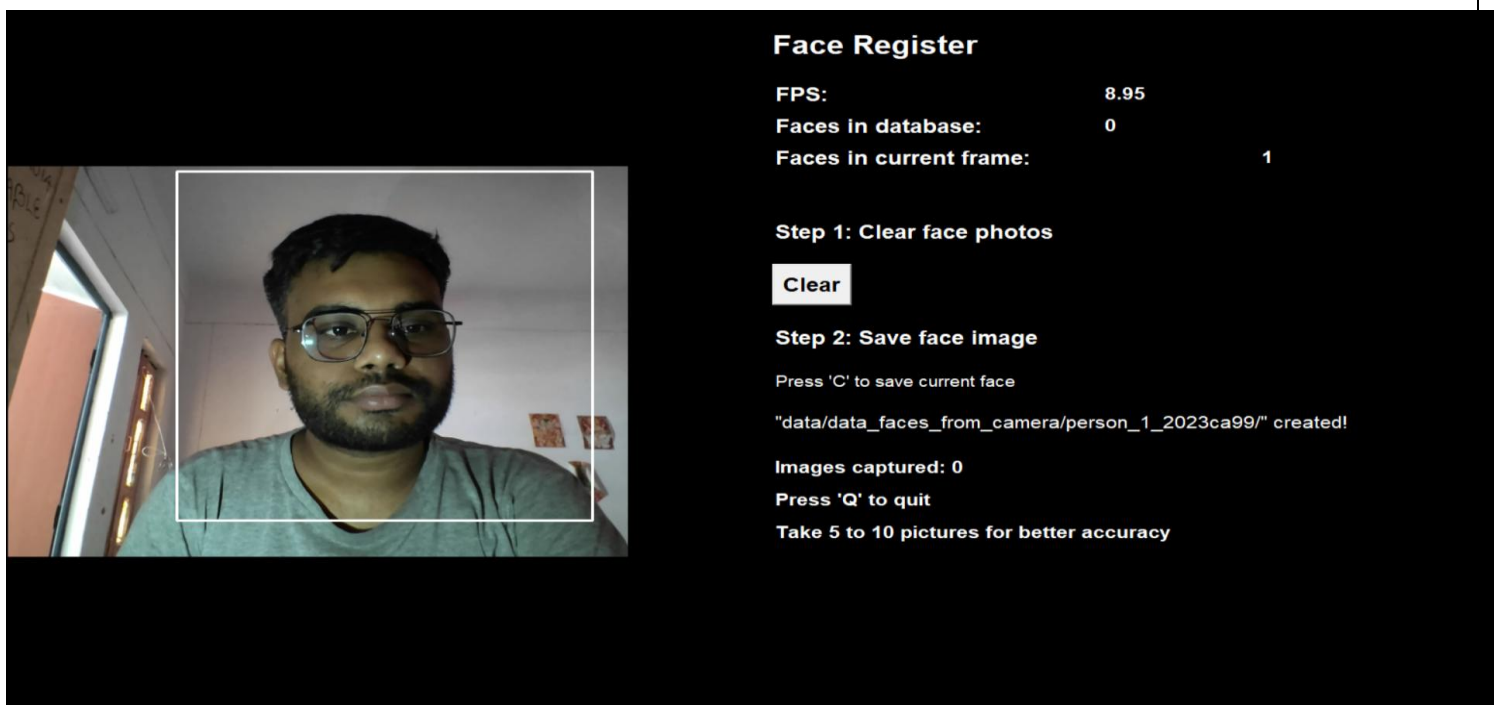 Face Register
FPS: 8.95
Faces in database: 0
Faces in current frame: 1
Step 1: Clear face photos
Clear
Step 2: Save face image
Press 'C' to save current face
"data/data_faces_from_camera/person_1_2023ca99/" created!
Images captured: 0
Press 'Q' to quit
Take 5 to 10 pictures for better accuracy